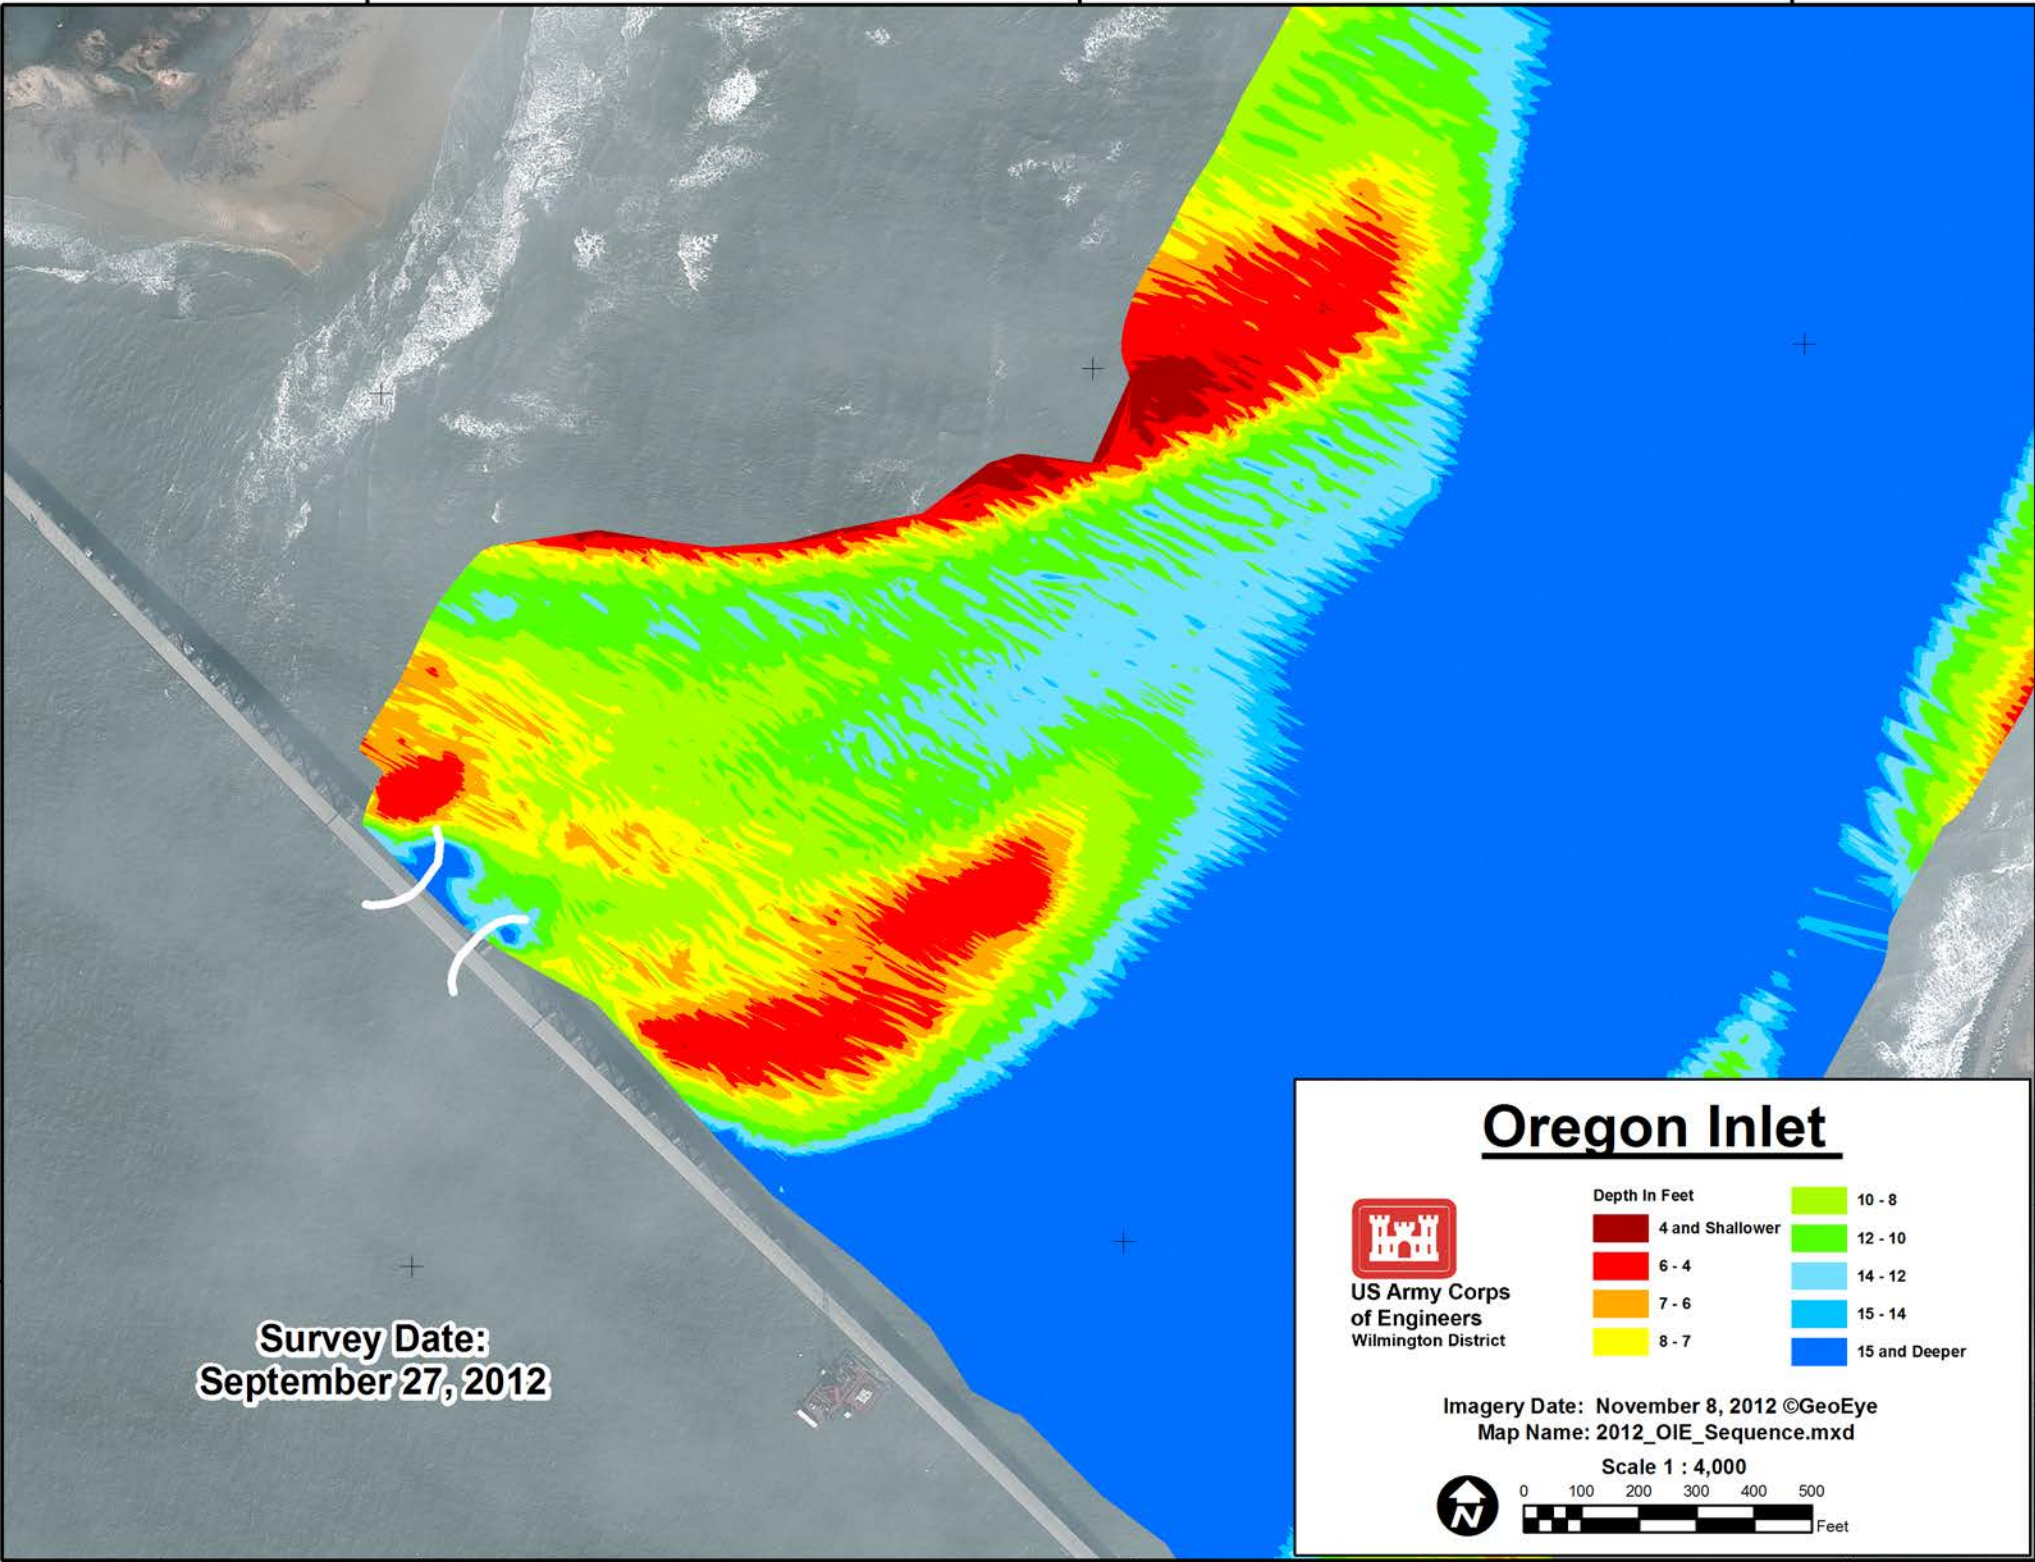 Survey Date:
September 27, 2012
Oregon Inlet
US Army Corps
of Engineers
Wilmington District
Depth In Feet
4 and Shallower
6 - 4
7 - 6
8 - 7
10 - 8
12 - 10
14 - 12
15 - 14
15 and Deeper
Imagery Date: November 8, 2012 ©GeoEye
Map Name: 2012_OIE_Sequence.mxd
Scale 1 : 4,000
N
0 100 200 300 400 500
Feet